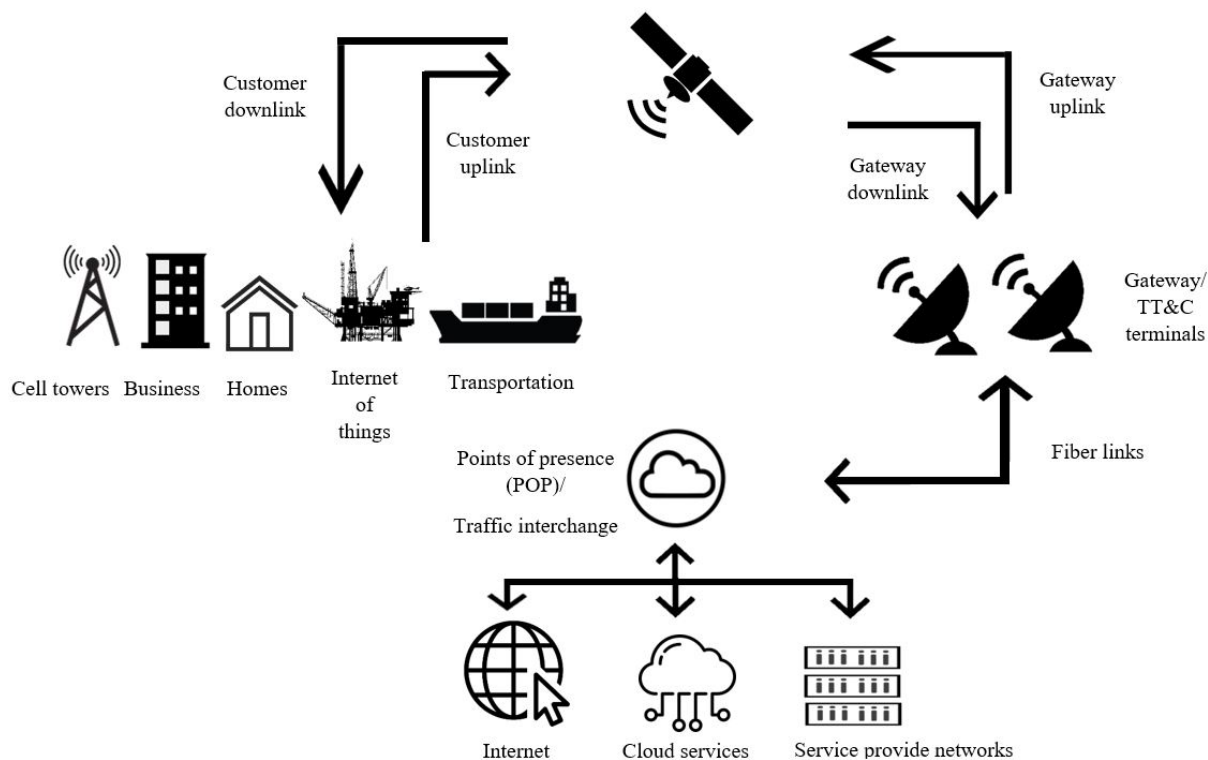 Customer
downlink
Customer
uplink
Gateway
uplink
Gateway
downlink
Gateway/
TT&C
terminals
Cell towers
Business
Homes
Internet
of
things
Transportation
Points of presence
(POP)/
Traffic interchange
Fiber links
Internet
Cloud services
Service provide networks